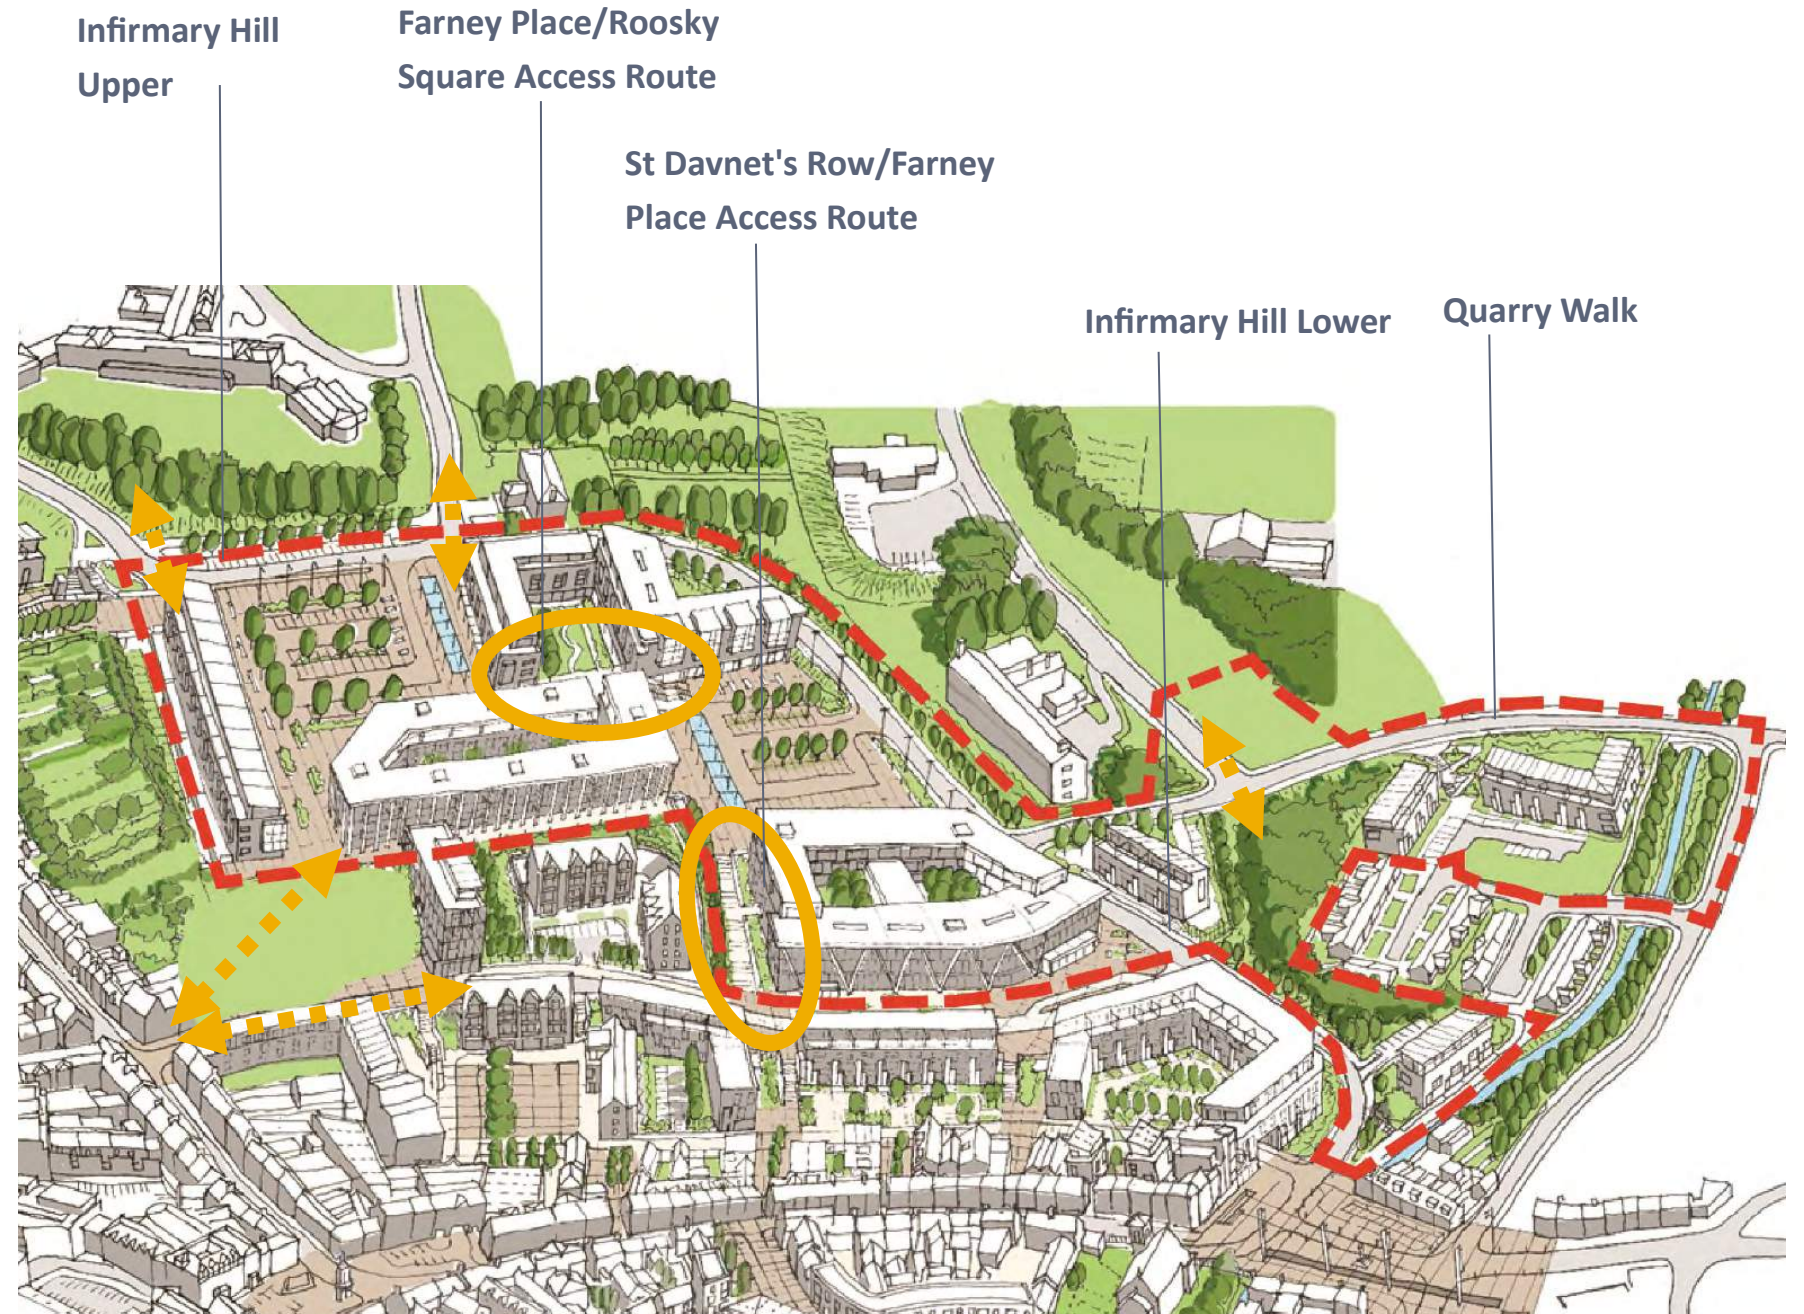 Infirmary Hill
Upper
Farney Place/Roosky
Square Access Route
St Davnet's Row/Farney
Place Access Route
Infirmary Hill Lower
Quarry Walk